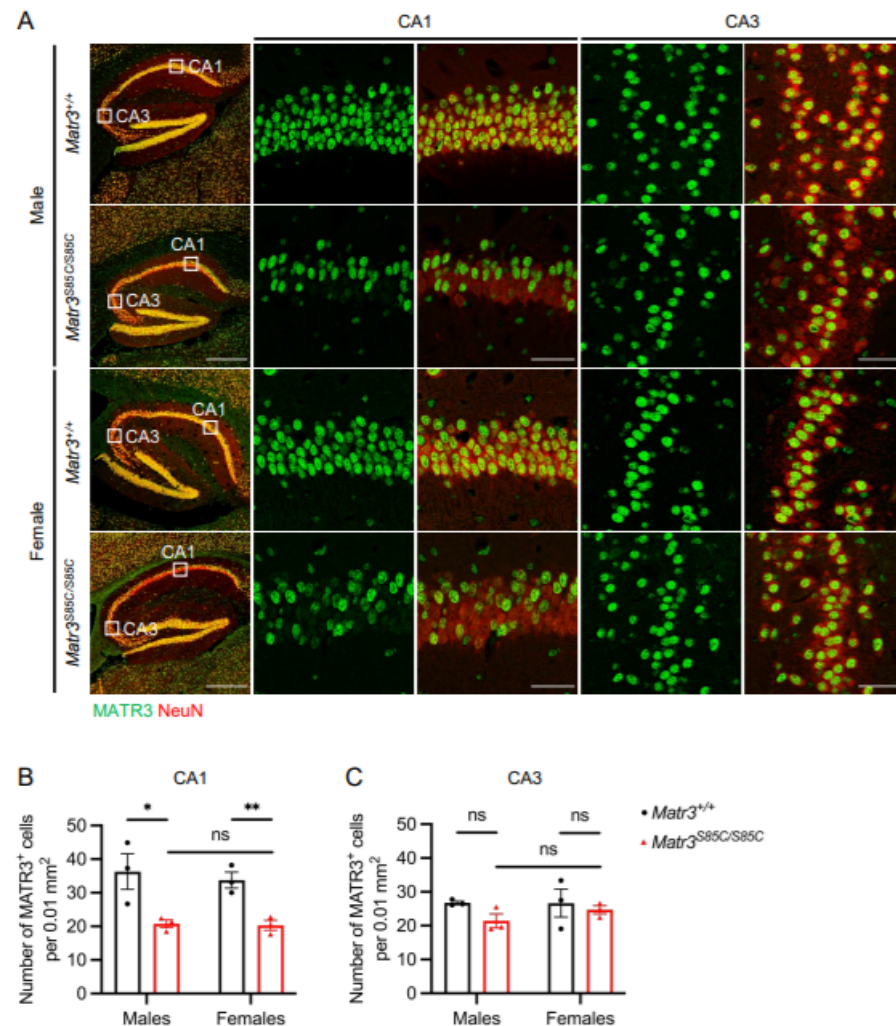 A
CA1
CA3
Male
Matr3+/+
CA1
CA3
Matr3S85C/S85C
CA1
CA3
Female
Matr3+/+
CA1
CA3
Matr3S85C/S85C
CA1
CA3
MATR3 NeuN
B
CA1
Number of MATR3+ cells
per 0.01 mm2
50
40
30
20
10
0
*
**
ns
Males
Females
C
CA3
Number of MATR3+ cells
per 0.01 mm2
50
40
30
20
10
0
ns
ns
ns
Males
Females
Matr3+/+
Matr3S85C/S85C